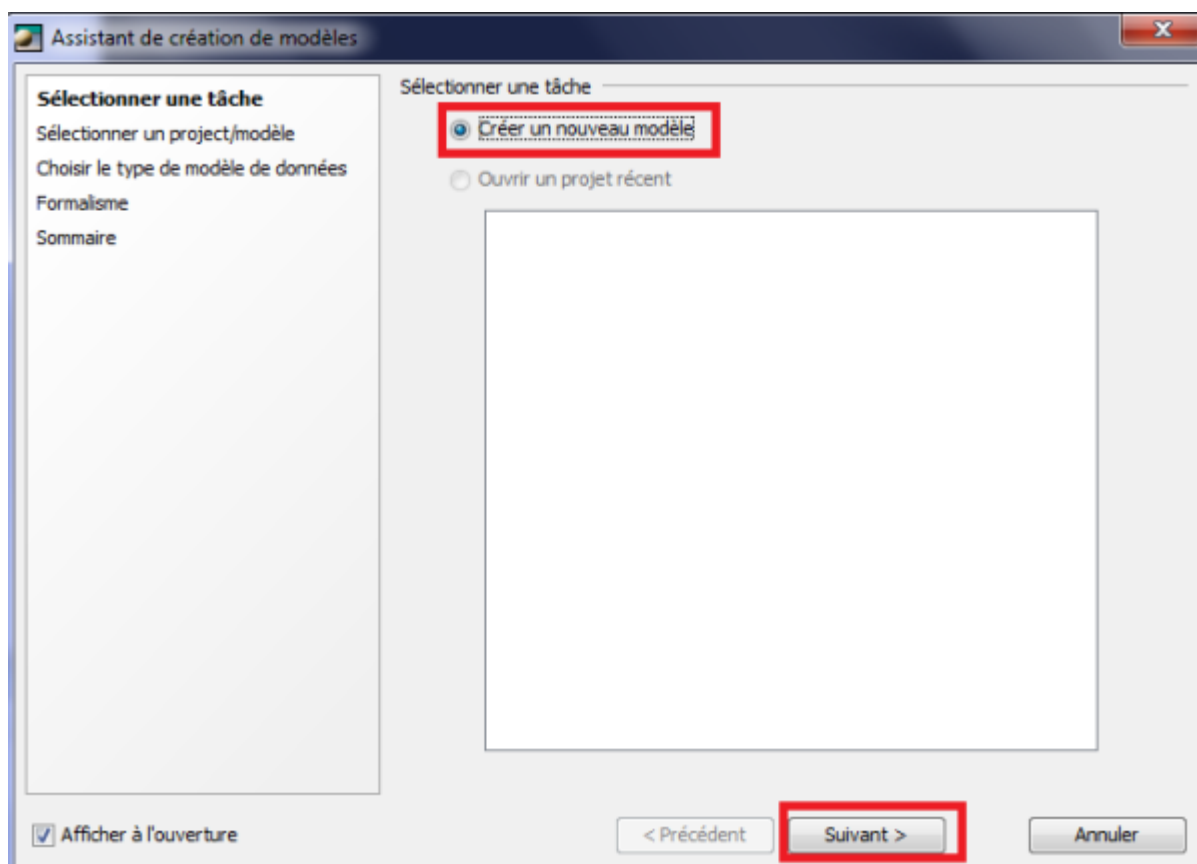 Assistant de création de modèles
Sélectionner une tâche
Sélectionner un project/modèle
Choisir le type de modèle de données
Formalisme
Sommaire
Sélectionner une tâche
Créer un nouveau modèle
Ouvrir un projet récent
Afficher à l'ouverture
< Précédent
Suivant >
Annuler